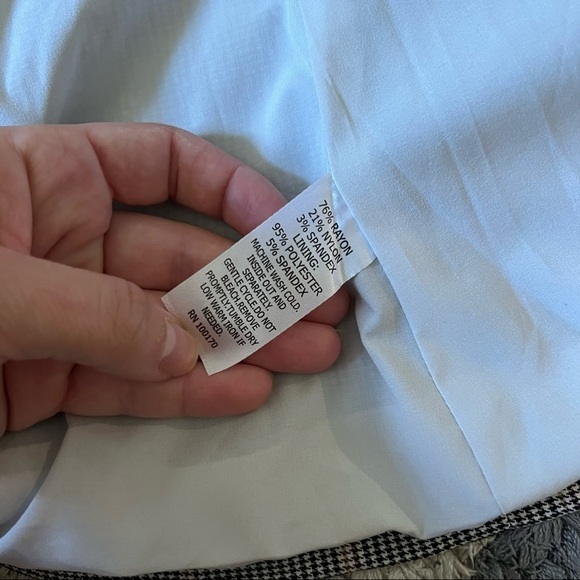 76% RAYON
21% NYLON
3% SPANDEX
LINING:
95% POLYESTER
5% SPANDEX
MACHINE WASH COLD.
INSIDE OUT AND
SEPARATELY.
GENTLE CYCLE.DO NOT
BLEACH.REMOVE
PROMPTLY.TUMBLE DRY
LOW WARM IRON IF
NEEDED.
RN 100170